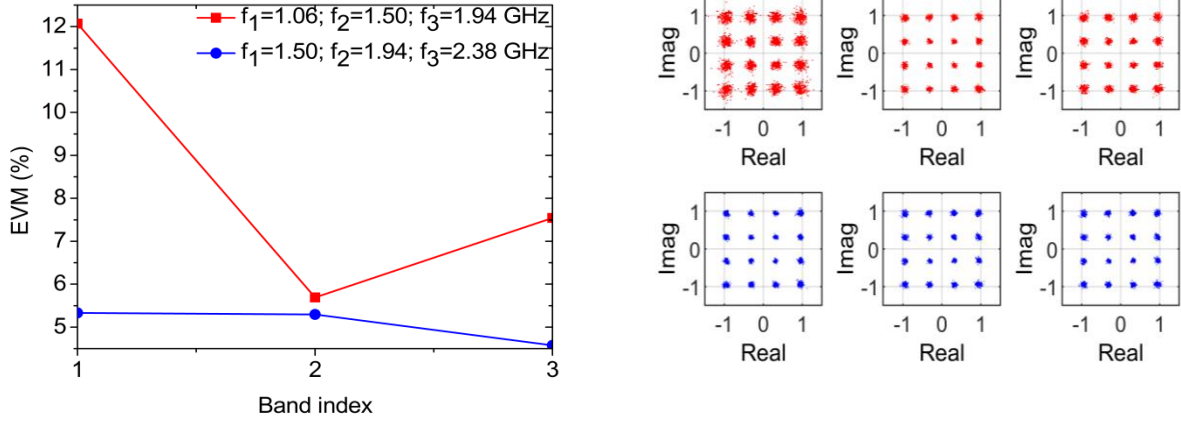 12
11
10
9
8
7
6
5
EVM (%)
f1=1.06; f2=1.50; f3=1.94 GHz
f1=1.50; f2=1.94; f3=2.38 GHz
1 2 3
Band index
Imag 1 0 -1
-1 0 1
Real
Imag 1 0 -1
-1 0 1
Real
Imag 1 0 -1
-1 0 1
Real
Imag 1 0 -1
-1 0 1
Real
Imag 1 0 -1
-1 0 1
Real
Imag 1 0 -1
-1 0 1
Real